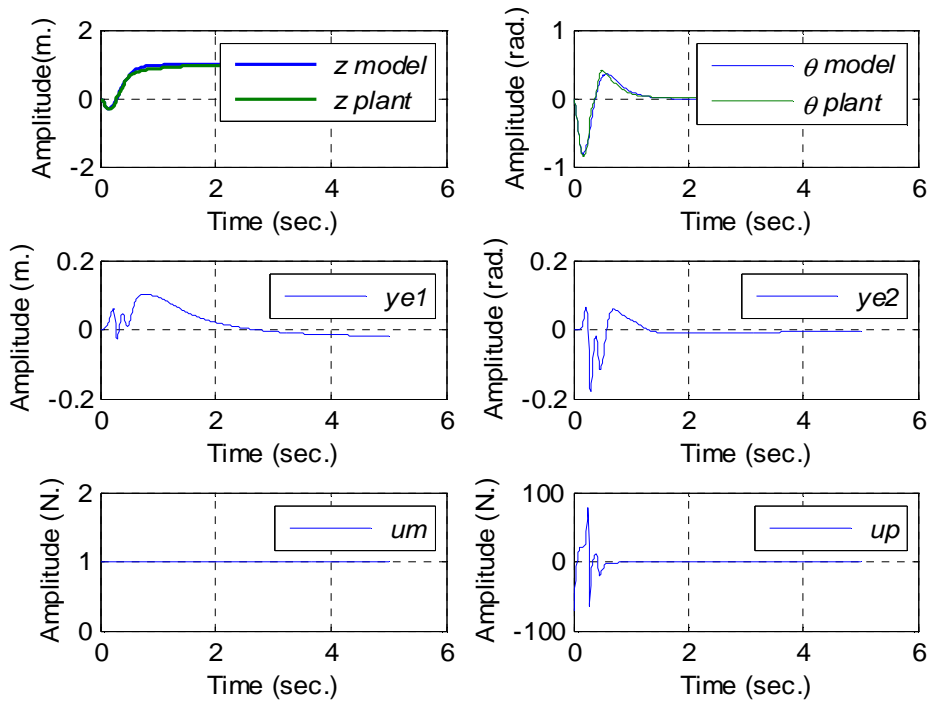 Amplitude(m.)
2
0
-2
z model
z plant
0 2 4 6
Time (sec.)
Amplitude (rad.)
1
0
-1
θ model
θ plant
0 2 4 6
Time (sec.)
Amplitude (m.)
0.2
0
-0.2
ye1
0 2 4 6
Time (sec.)
Amplitude (rad.)
0.2
0
-0.2
ye2
0 2 4 6
Time (sec.)
Amplitude (N.)
2
1
0
um
0 2 4 6
Time (sec.)
Amplitude (N.)
100
0
-100
up
0 2 4 6
Time (sec.)